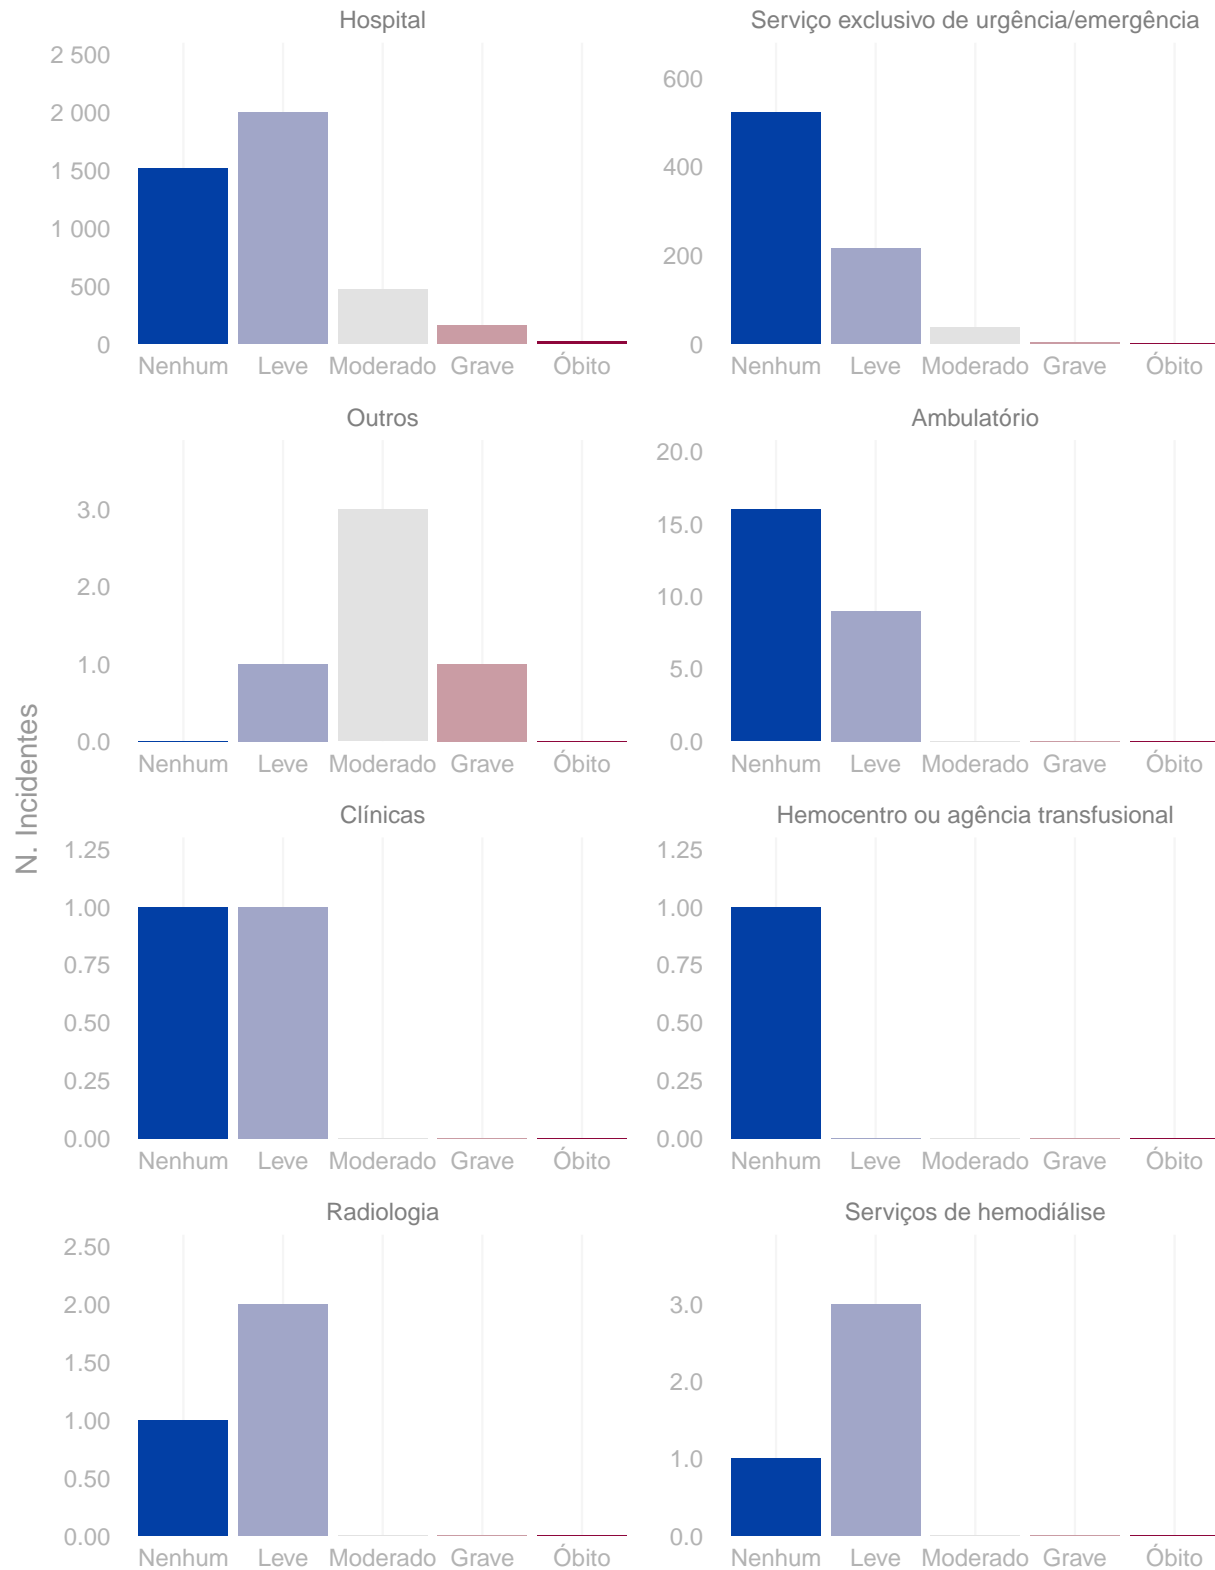 Hospital
2 500
2 000
1 500
1 000
500
0
Nenhum Leve Moderado Grave Óbito
Serviço exclusivo de urgência/emergência
600
400
200
0
Nenhum Leve Moderado Grave Óbito
Outros
3.0
2.0
1.0
0.0
Nenhum Leve Moderado Grave Óbito
Ambulatório
20.0
15.0
10.0
5.0
0.0
Nenhum Leve Moderado Grave Óbito
N. Incidentes
Clínicas
1.25
1.00
0.75
0.50
0.25
0.00
Nenhum Leve Moderado Grave Óbito
Hemocentro ou agência transfusional
1.25
1.00
0.75
0.50
0.25
0.00
Nenhum Leve Moderado Grave Óbito
Radiologia
2.50
2.00
1.50
1.00
0.50
0.00
Nenhum Leve Moderado Grave Óbito
Serviços de hemodiálise
3.0
2.0
1.0
0.0
Nenhum Leve Moderado Grave Óbito